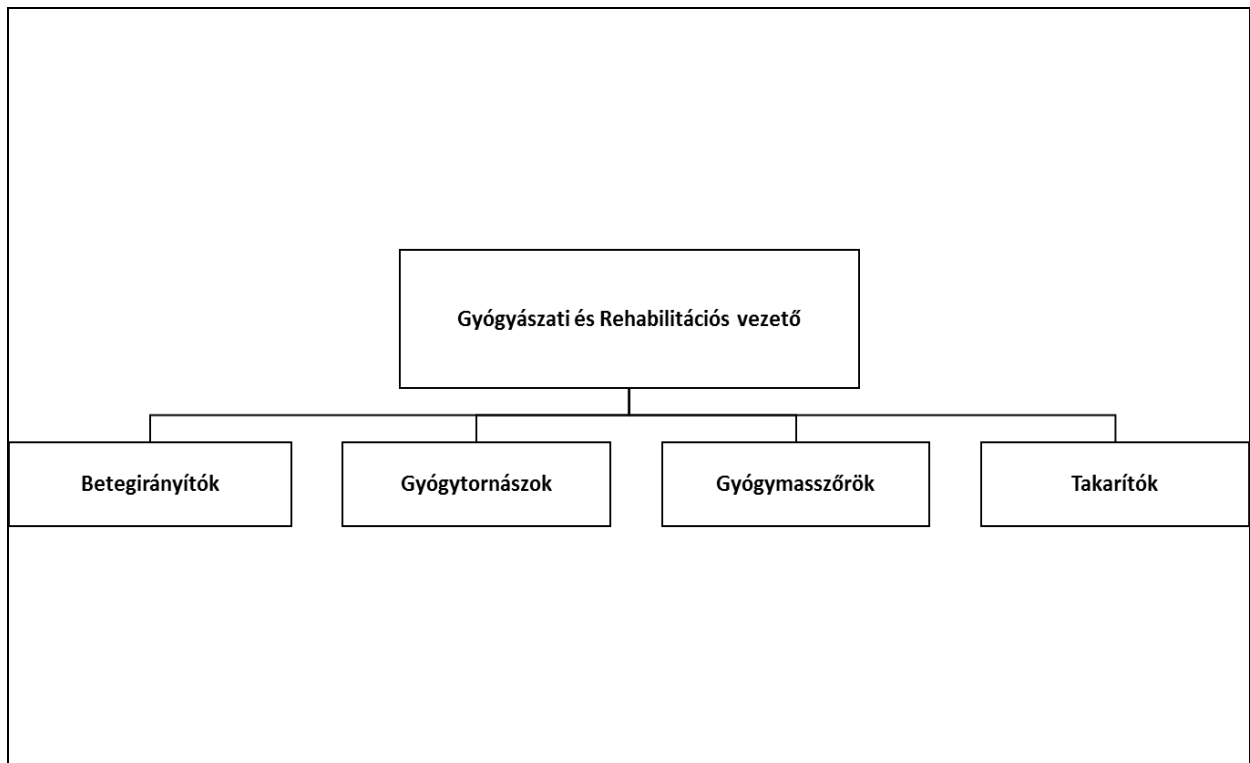 Gyógyászati és Rehabilitációs vezető
Betegirányítók
Gyógytornászok
Gyógymasszőrök
Takarítók